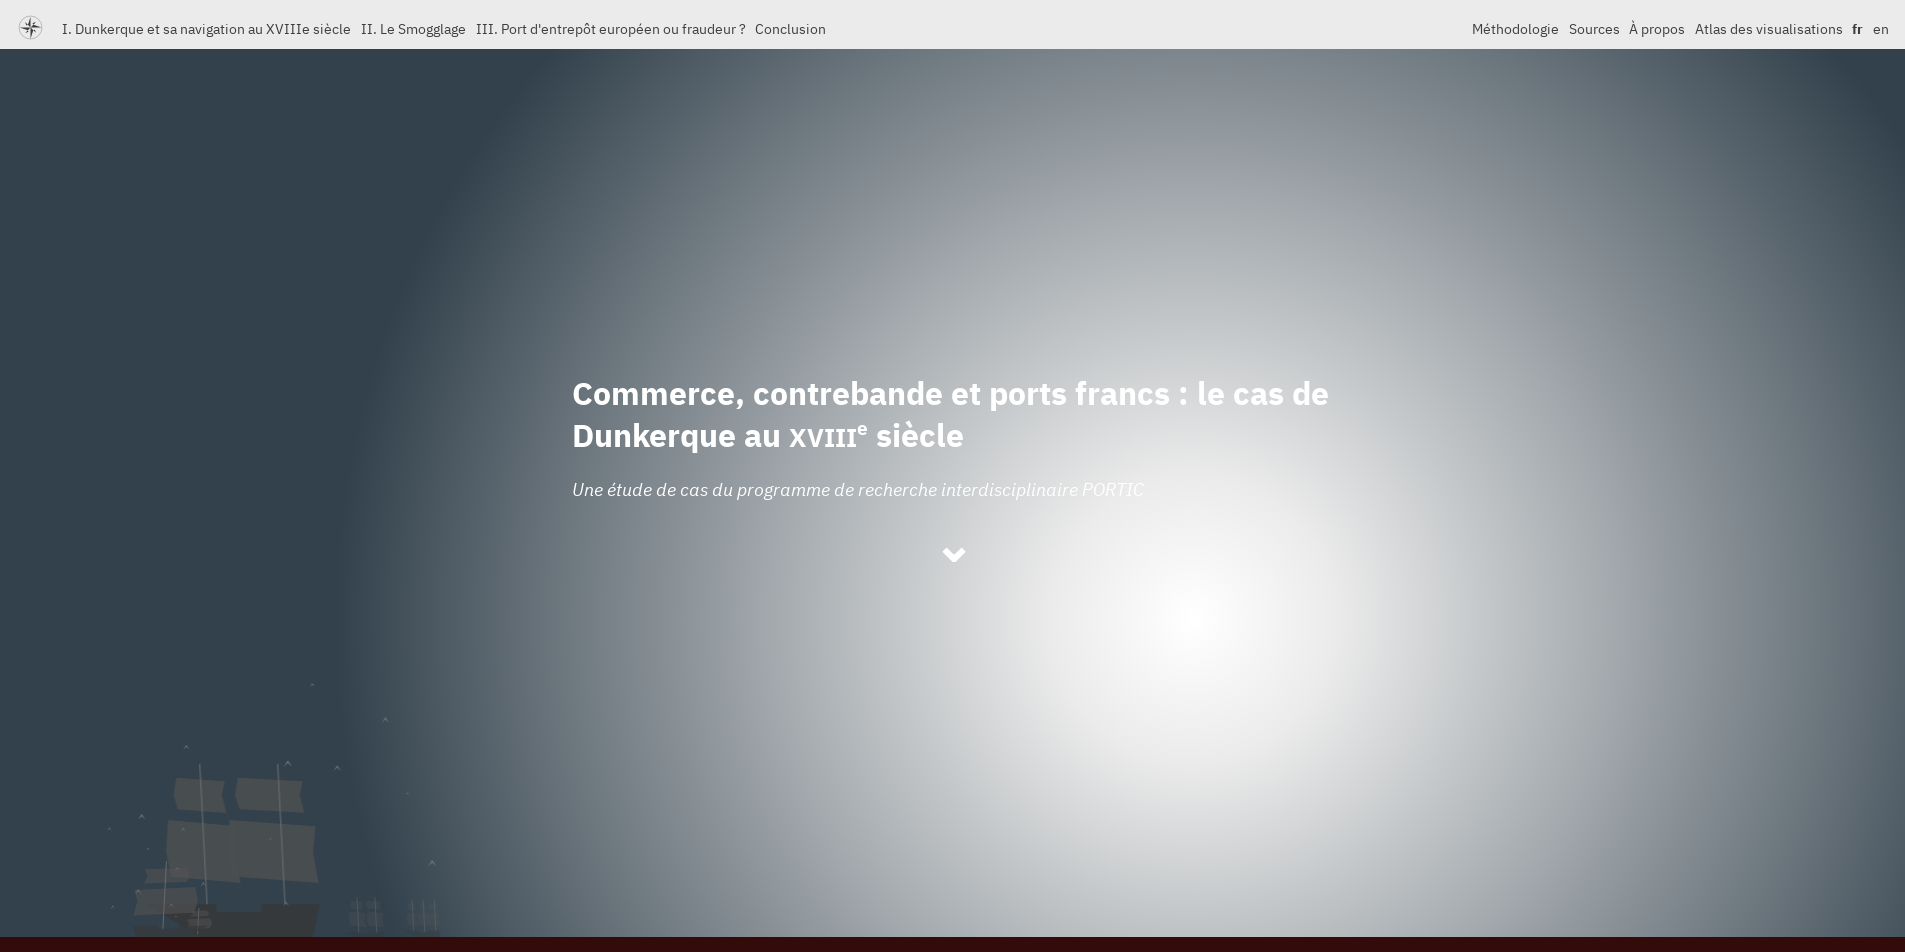 I. Dunkerque et sa navigation au XVIIIe siècle II. Le Smogglage III. Port d'entrepôt européen ou fraudeur ? Conclusion Méthodologie Sources À propos Atlas des visualisations fr en
Commerce, contrebande et ports francs : le cas de
Dunkerque au XVIIIe siècle
Une étude de cas du programme de recherche interdisciplinaire PORTIC